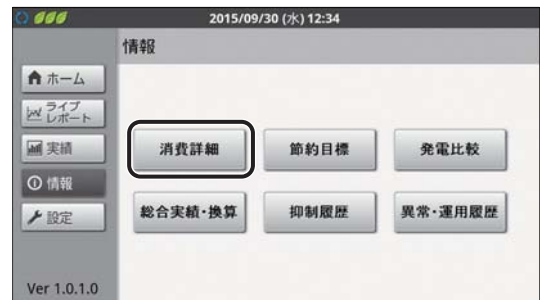 2015/09/30 (水) 12:34
情報
ホーム
ライブ
レポート
実績
情報
設定
消費詳細
節約目標
発電比較
総合実績・換算
抑制履歴
異常・運用履歴
Ver 1.0.1.0